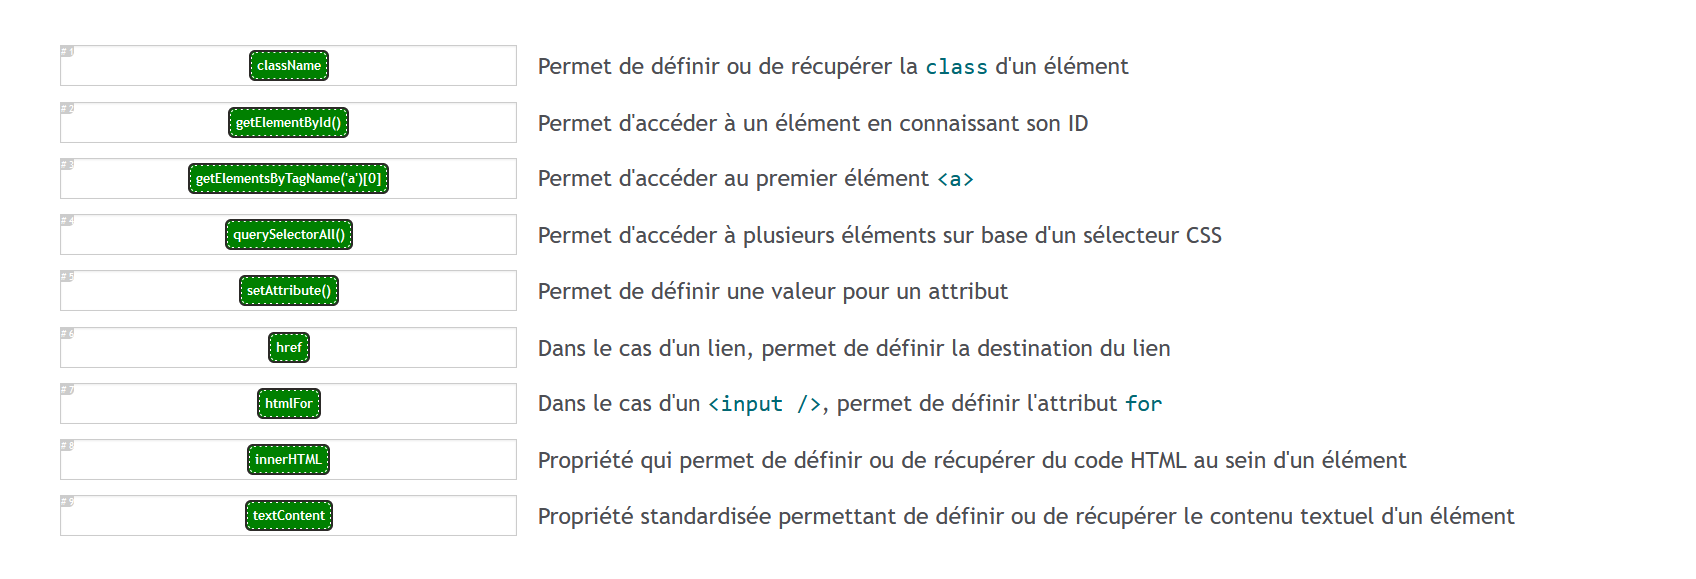 # 1 className Permet de définir ou de récupérer la class d'un élément
# 2 getElementById() Permet d'accéder à un élément en connaissant son ID
# 3 getElementsByTagName('a')[0] Permet d'accéder au premier élément <a>
# 4 querySelectorAll() Permet d'accéder à plusieurs éléments sur base d'un sélecteur CSS
# 5 setAttribute() Permet de définir une valeur pour un attribut
# 6 href Dans le cas d'un lien, permet de définir la destination du lien
# 7 htmlFor Dans le cas d'un <input />, permet de définir l'attribut for
# 8 innerHTML Propriété qui permet de définir ou de récupérer du code HTML au sein d'un élément
# 9 textContent Propriété standardisée permettant de définir ou de récupérer le contenu textuel d'un élément